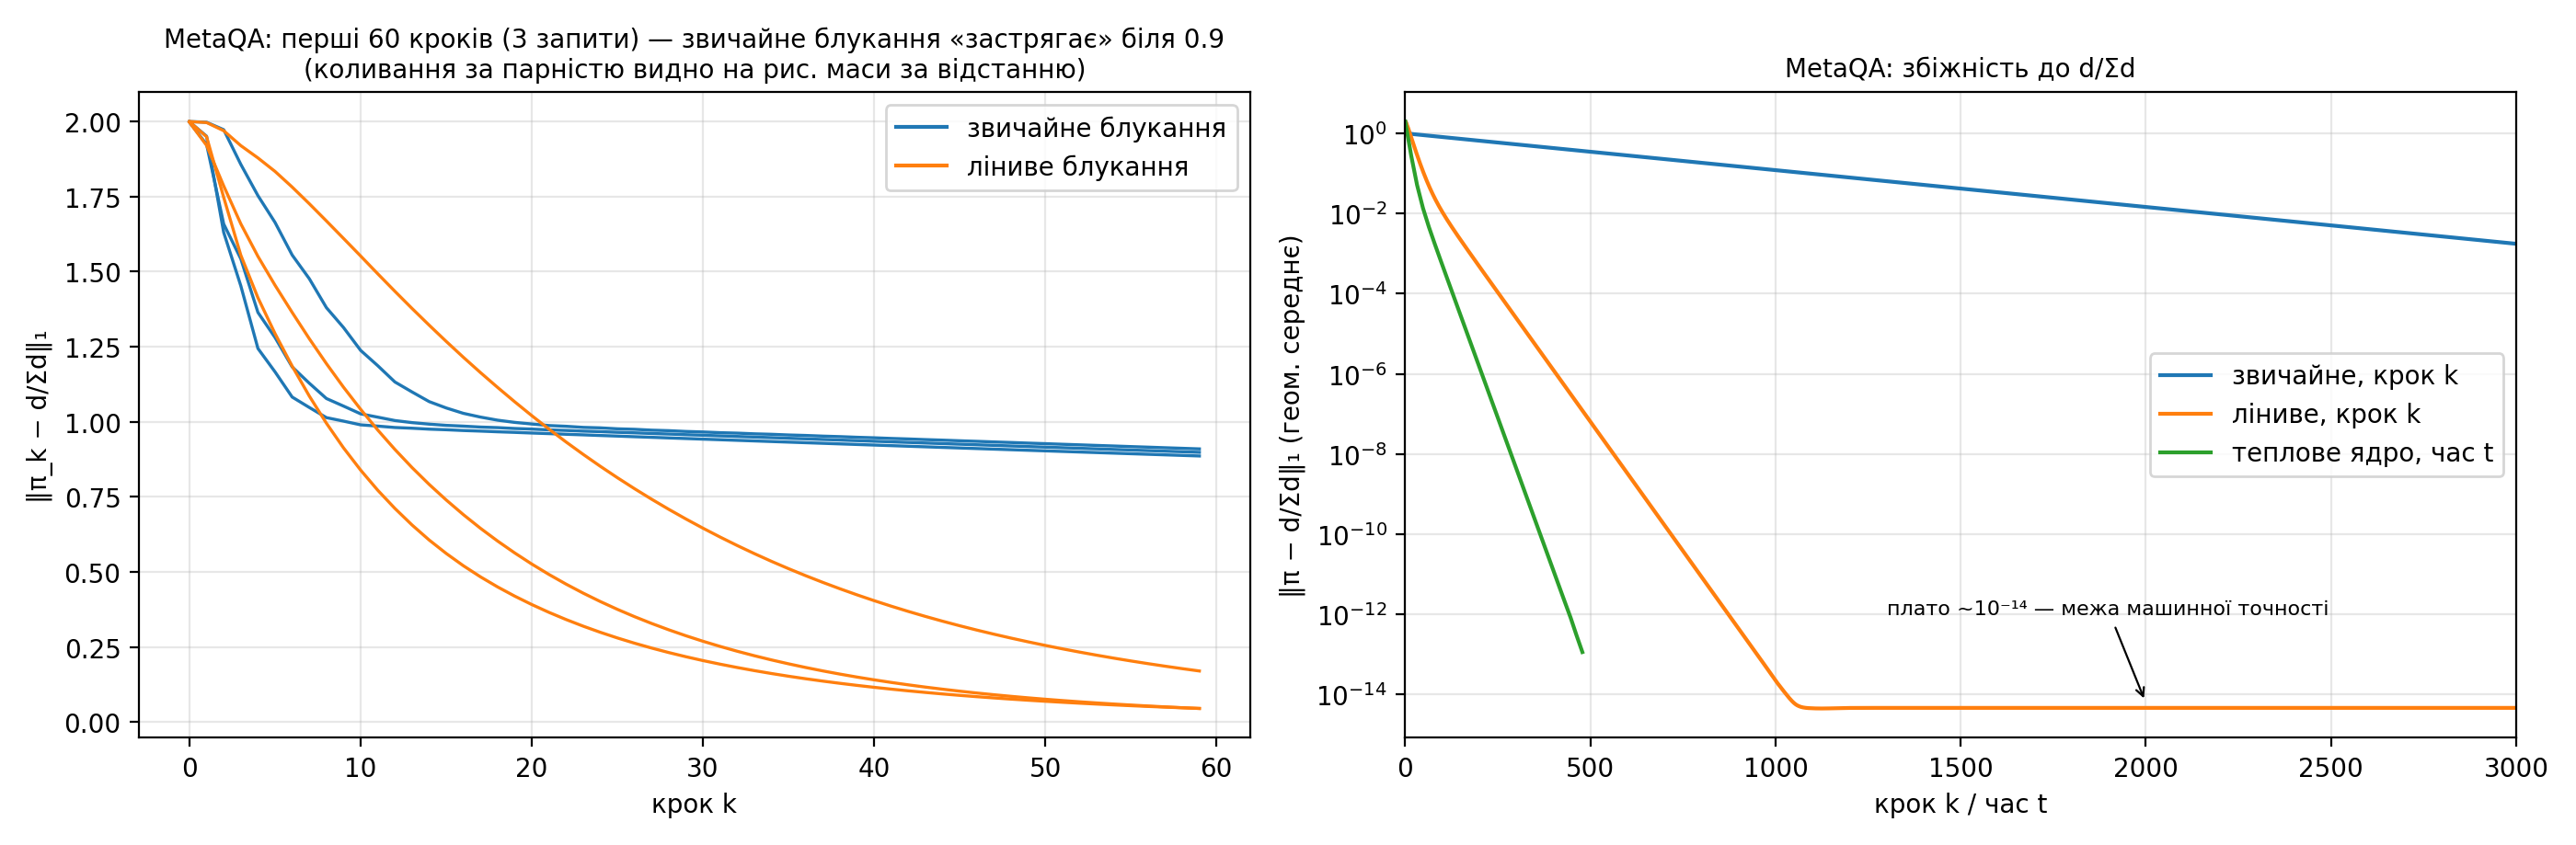 MetaQA: перші 60 кроків (3 запити) — звичайне блукання «застрягає» біля 0.9
(коливання за парністю видно на рис. маси за відстанню)
‖π_k − d/Σd‖₁
2.00
1.75
1.50
1.25
1.00
0.75
0.50
0.25
0.00
звичайне блукання
ліниве блукання
0 10 20 30 40 50 60
крок k
MetaQA: збіжність до d/Σd
‖π − d/Σd‖₁ (геом. середнє)
10⁰
10⁻²
10⁻⁴
10⁻⁶
10⁻⁸
10⁻¹⁰
10⁻¹²
10⁻¹⁴
звичайне, крок k
ліниве, крок k
теплове ядро, час t
плато ~10⁻¹⁴ — межа машинної точності
0 500 1000 1500 2000 2500 3000
крок k / час t